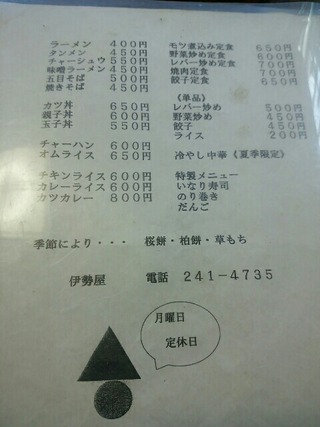 ラーメン 400円
タンメン 450円
チャーシュウ 550円
味噌ラーメン 450円
五目そば 500円
焼きそば 450円
カツ丼 650円
親子丼 600円
玉子丼 550円
チャーハン 600円
オムライス 650円
チキンライス 600円
カレーライス 600円
カツカレー 800円
モツ煮込み定食 650円
野菜炒め定食 700円
レバー炒め定食 700円
焼肉定食 700円
餃子定食 650円
《単品》
レバー炒め 500円
野菜炒め 450円
餃子 450円
ライス 200円
冷やし中華《夏季限定》
特製メニュー
いなり寿司
のり巻き
だんご
季節により・・・ 桜餅・柏餅・草もち
伊勢屋 電話 241-4735
月曜日
定休日